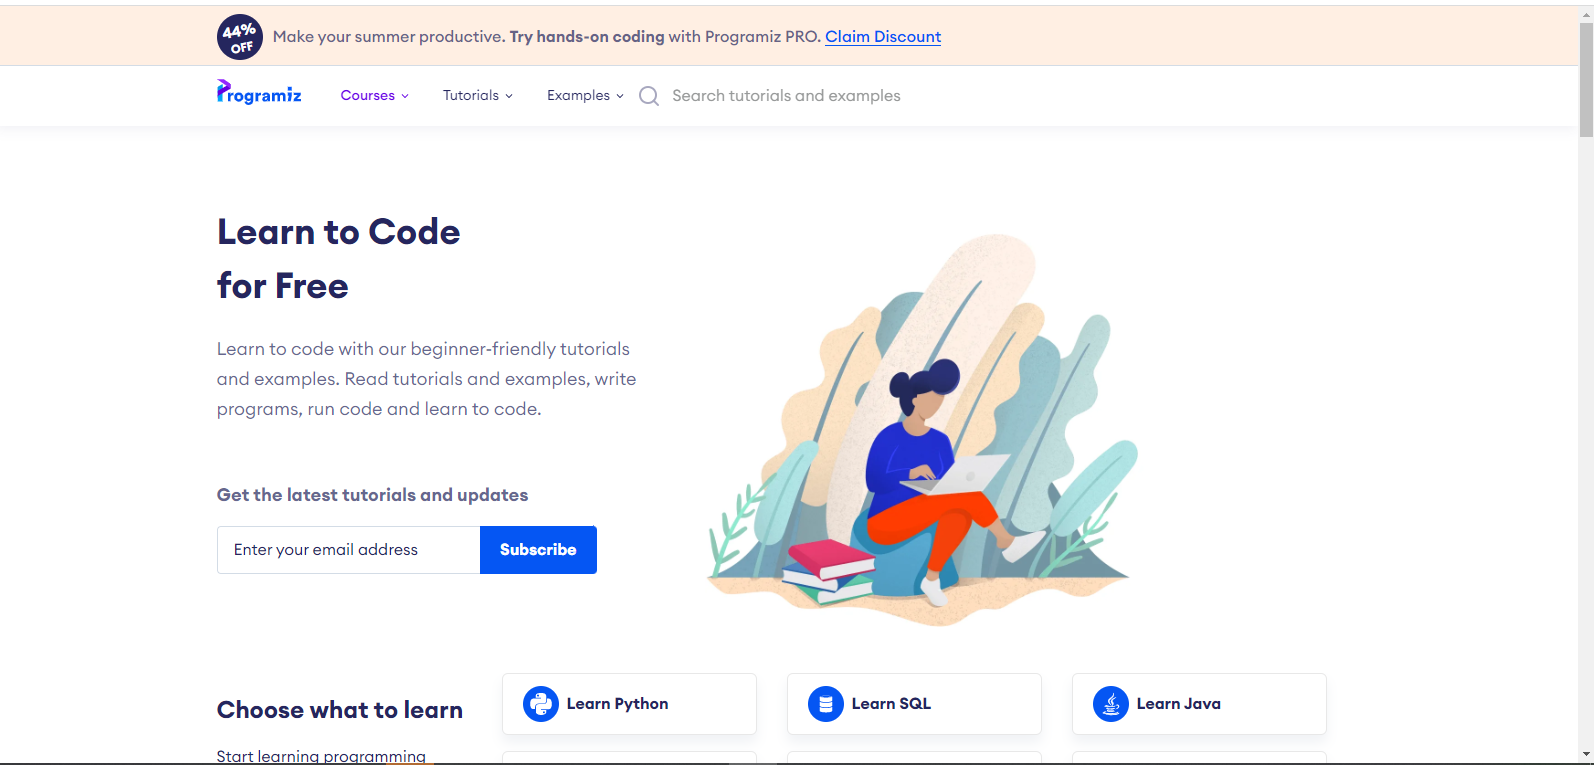 44%
OFF
Make your summer productive. Try hands-on coding with Programiz PRO. Claim Discount
Programiz
Courses
Tutorials
Examples
Search tutorials and examples
Learn to Code
for Free
Learn to code with our beginner-friendly tutorials
and examples. Read tutorials and examples, write
programs, run code and learn to code.
Get the latest tutorials and updates
Enter your email address
Subscribe
Choose what to learn
Start learning programming
Learn Python
Learn SQL
Learn Java